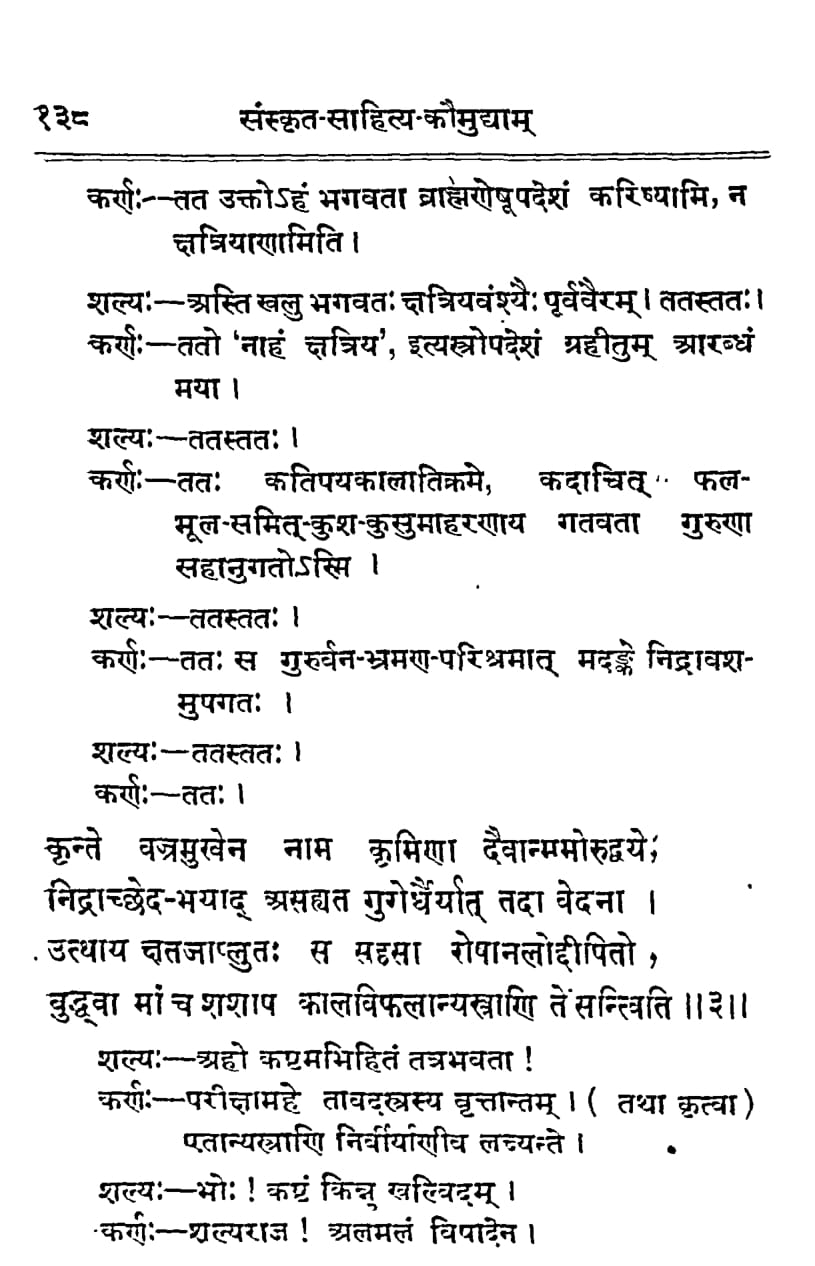 १३८ संस्कृत-साहित्य-कौमुद्याम्
कर्णः--तत उक्तोऽहं भगवता ब्राह्मणेषूपदेशं करिष्यामि, न
क्षत्रियाणामिति ।
शल्यः—अस्ति खलु भगवतः क्षत्रियवंश्यैः पूर्ववैरम् । ततस्ततः ।
कर्णः—ततो ‘नाहं क्षत्रिय’, इत्यस्त्रोपदेशं ग्रहीतुम् आरब्धं
मया ।
शल्यः—ततस्ततः ।
कर्णः—ततः कतिपयकालातिक्रमे, कदाचित् फल-
मूल-समित्-कुश-कुसुमाहरणाय गतवता गुरुणा
सहानुगतोऽस्मि ।
शल्यः—ततस्ततः ।
कर्णः—ततः स गुरुर्वन-भ्रमण-परिश्रमात् मदङ्के निद्रावश-
मुपगतः ।
शल्यः—ततस्ततः ।
कर्णः—ततः ।
कृन्ते वज्रमुखेन नाम कृमिणा दैवान्ममोरुद्वये,
निद्राच्छेद-भयाद् असह्यत गुरोर्धैर्यात् तदा वेदना ।
उत्थाय क्षतजाप्लुतः स सहसा रोषानलोद्दीपितो,
बुद्ध्वा मां च शशाप कालविफलान्यस्त्राणि ते सन्त्विति ॥३॥
शल्यः—अहो कष्टमभिहितं तत्रभवता !
कर्णः—परीक्षामहे तावदस्त्रस्य वृत्तान्तम् । ( तथा कृत्वा )
एतान्यस्त्राणि निर्वीर्याणीव लक्ष्यन्ते ।
शल्यः—भोः ! कष्टं किन्नु खल्विदम् ।
कर्णः—शल्यराज ! अलमलं विषादेन ।